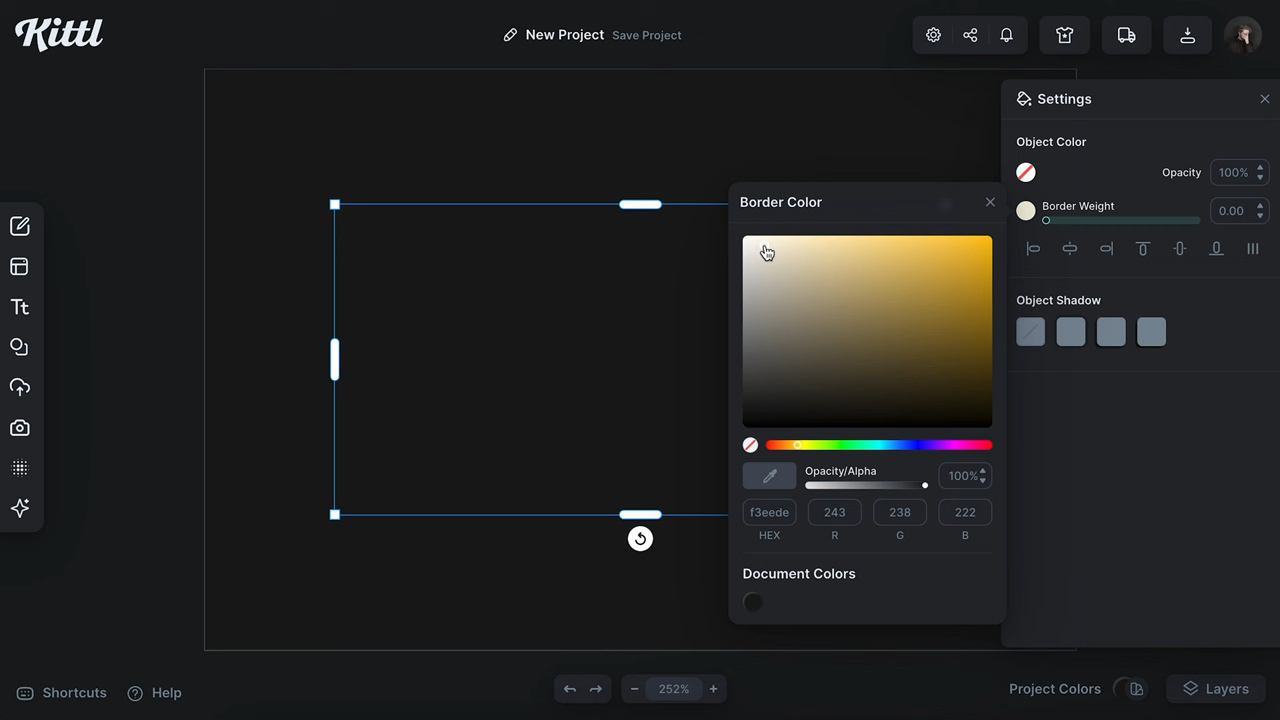 Kittl
New Project Save Project
Settings
Object Color
Opacity 100%
Border Weight 0.00
Object Shadow
Border Color
Opacity/Alpha 100%
f3eede 243 238 222
HEX R G B
Document Colors
Tt
Shortcuts Help
252%
Project Colors Layers